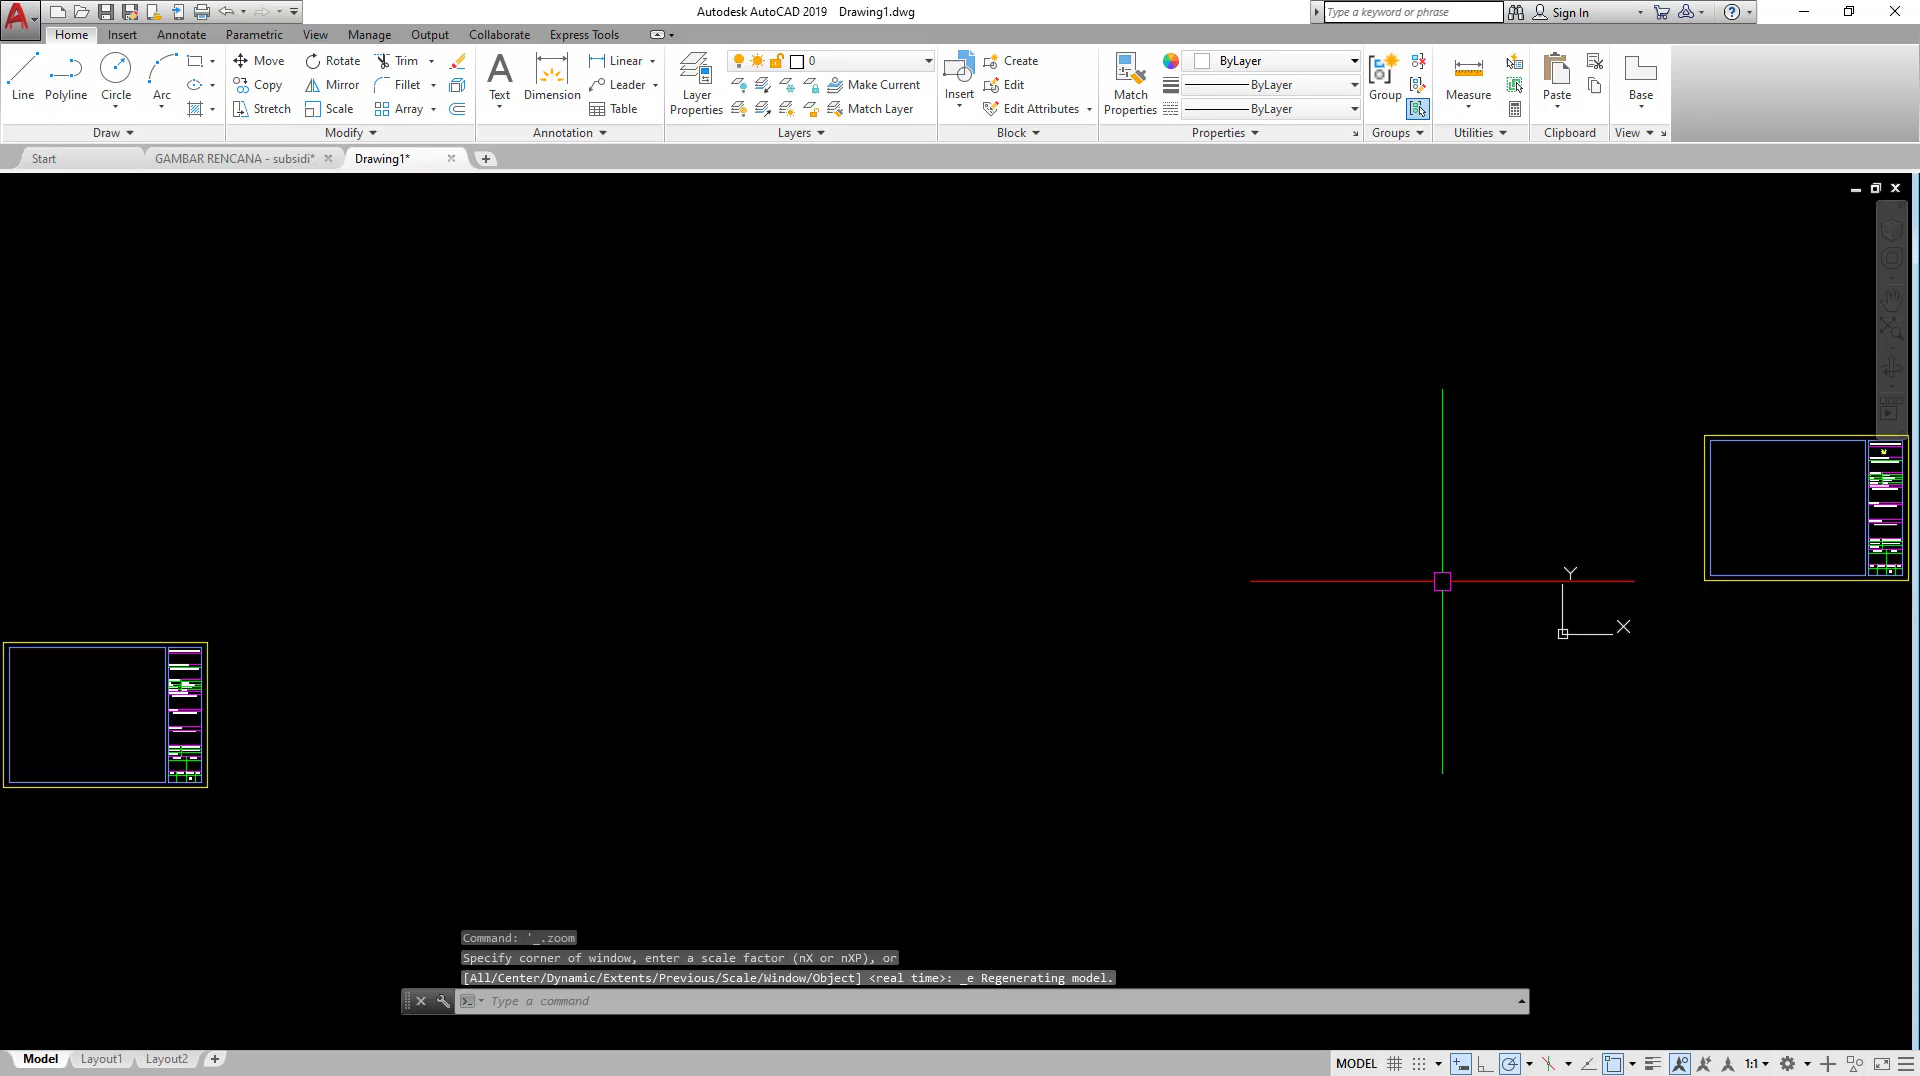 Autodesk AutoCAD 2019 Drawing1.dwg
Type a keyword or phrase
Sign In
Home Insert Annotate Parametric View Manage Output Collaborate Express Tools
Line
Polyline
Circle
Arc
Draw
Move
Rotate
Trim
Copy
Mirror
Fillet
Stretch
Scale
Array
Modify
Text
Dimension
Linear
Leader
Table
Annotation
Layer
Properties
0
Make Current
Match Layer
Layers
Insert
Create
Edit
Edit Attributes
Block
Match
Properties
ByLayer
ByLayer
ByLayer
Properties
Group
Groups
Measure
Utilities
Paste
Clipboard
Base
View
Start
GAMBAR RENCANA - subsidi*
Drawing1*
Y
X
Command: '_.zoom
Specify corner of window, enter a scale factor (nX or nXP), or
[All/Center/Dynamic/Extents/Previous/Scale/Window/Object] <real time>: _e Regenerating model.
Type a command
Model Layout1 Layout2
MODEL
1:1